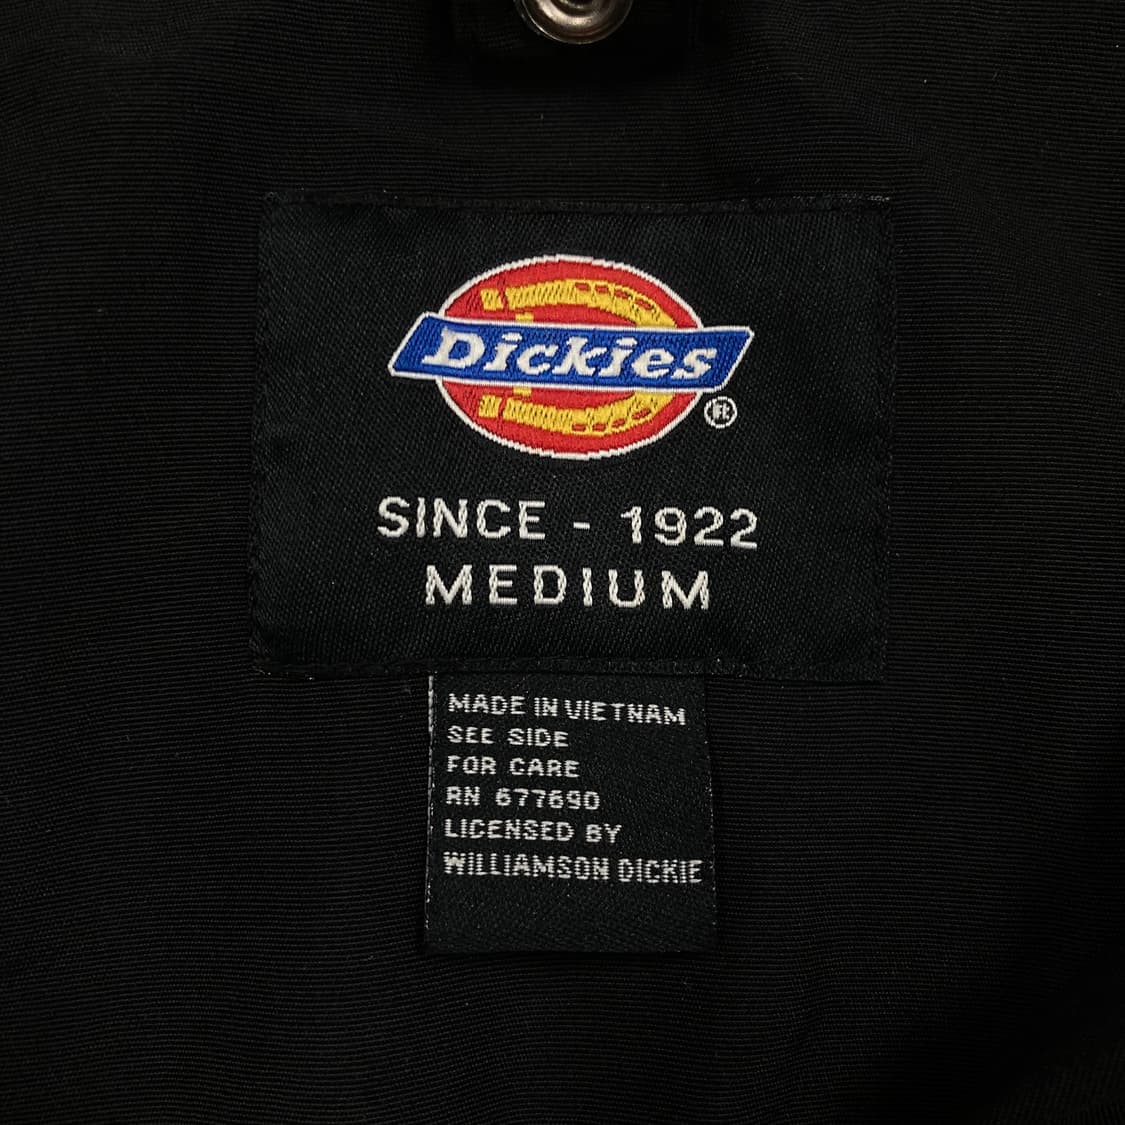 Dickies
®
SINCE - 1922
MEDIUM
MADE IN VIETNAM
SEE SIDE
FOR CARE
RN 677690
LICENSED BY
WILLIAMSON DICKIE